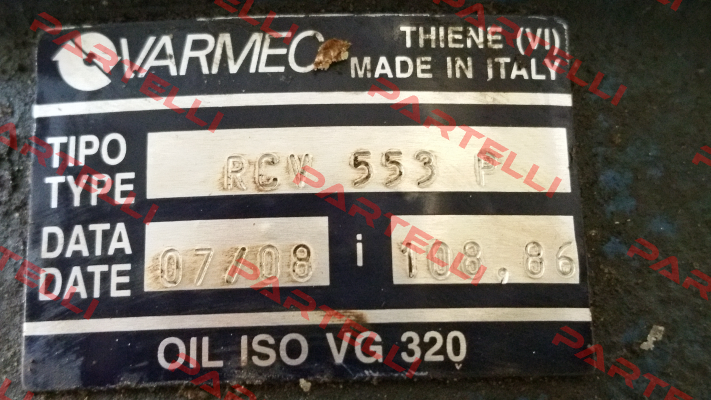 VARMEC THIENE (VI)
MADE IN ITALY
TIPO
TYPE RCV 553 P
DATA
DATE 07/08 i 108,86
OIL ISO VG 320
PARTELLI